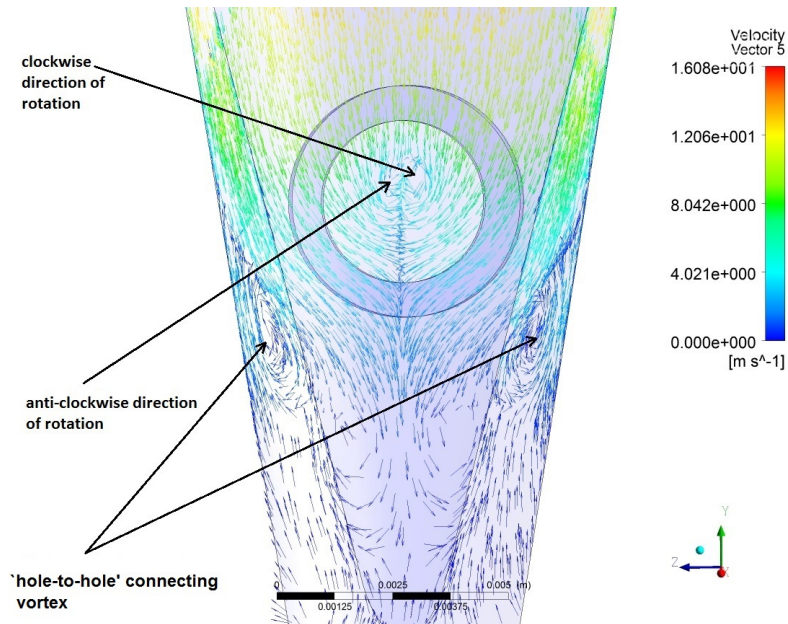 clockwise
direction of
rotation
anti-clockwise direction
of rotation
`hole-to-hole' connecting
vortex
Velocity
Vector 5
1.608e+001
1.206e+001
8.042e+000
4.021e+000
0.000e+000
[m s^-1]
0 0.0025 0.005 (m)
0.00125 0.00375
Y
Z
X